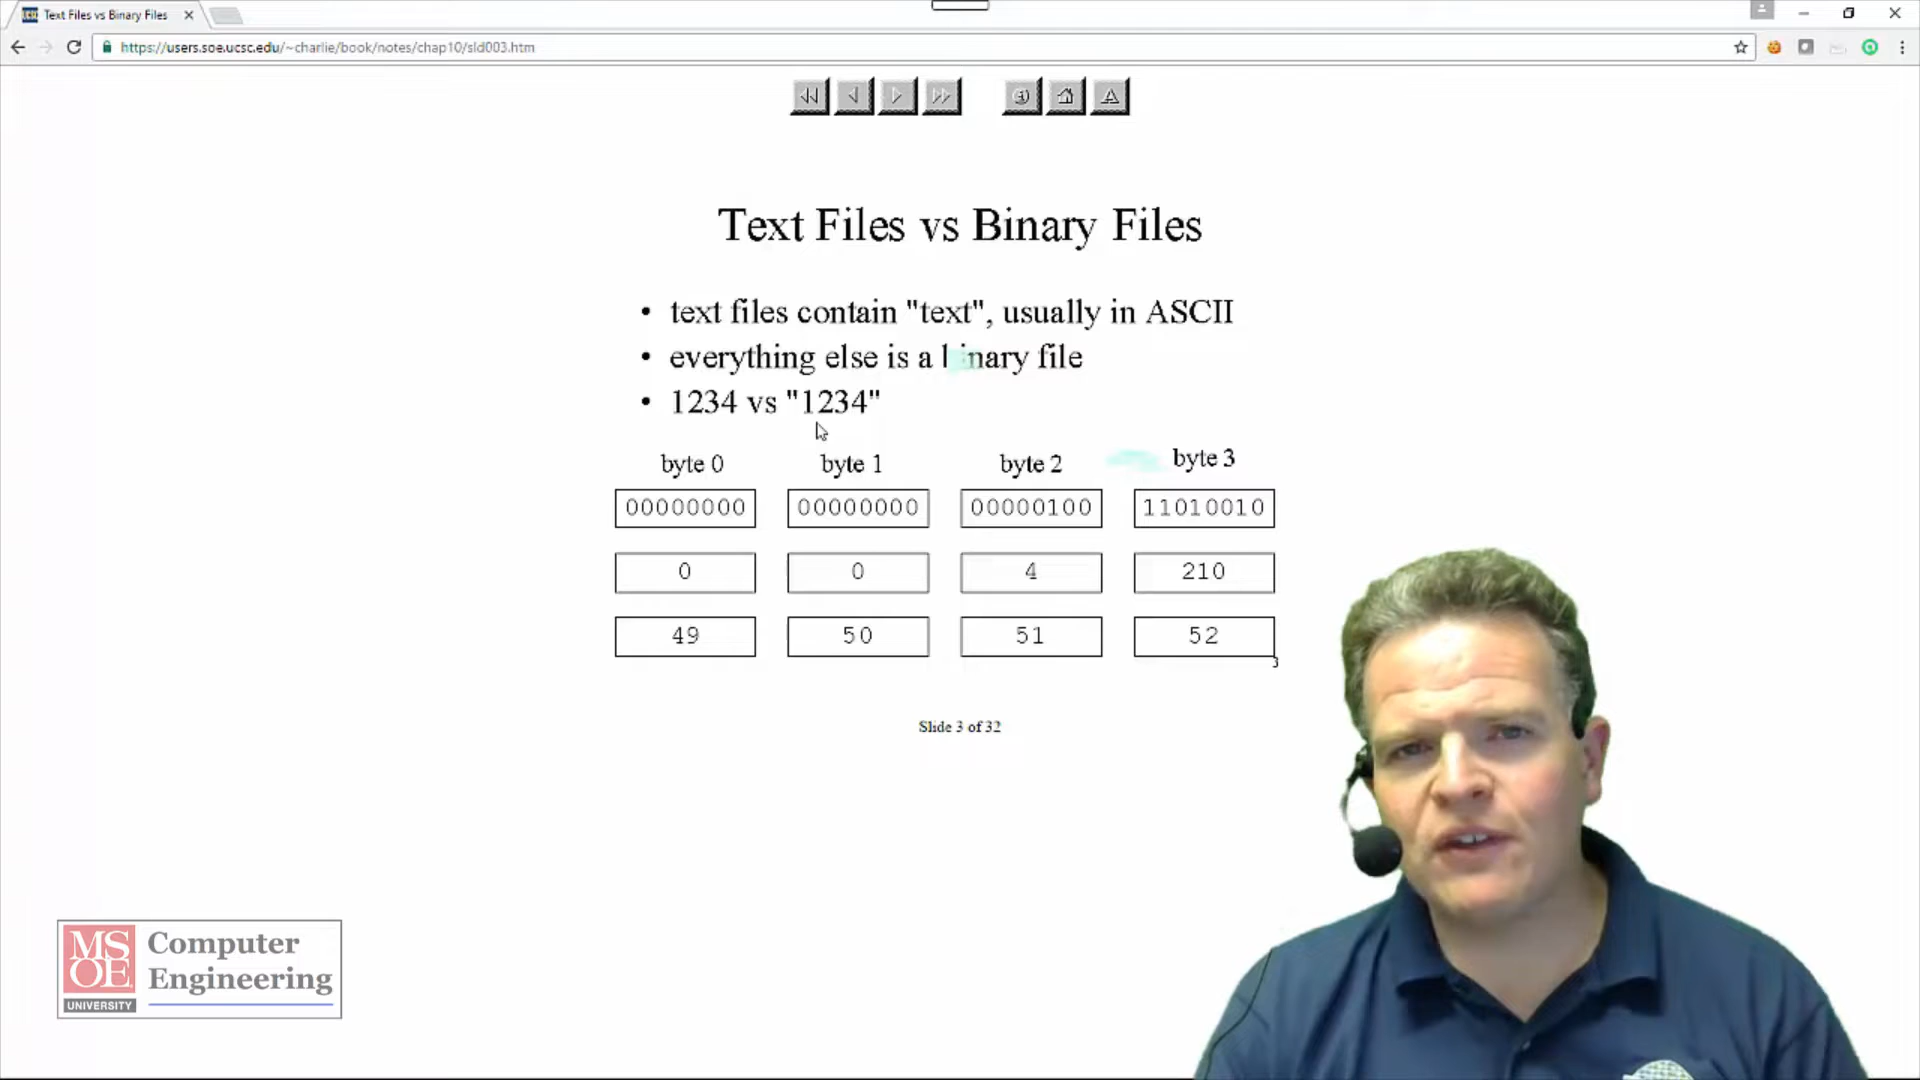 Text Files vs Binary Files
https://users.soe.ucsc.edu/~charlie/book/notes/chap10/sld003.htm
Text Files vs Binary Files
• text files contain "text", usually in ASCII
• everything else is a binary file
• 1234 vs "1234"
byte 0 byte 1 byte 2 byte 3
00000000 00000000 00000100 11010010
0 0 4 210
49 50 51 52
3
Slide 3 of 32
MSOE
UNIVERSITY
Computer
Engineering